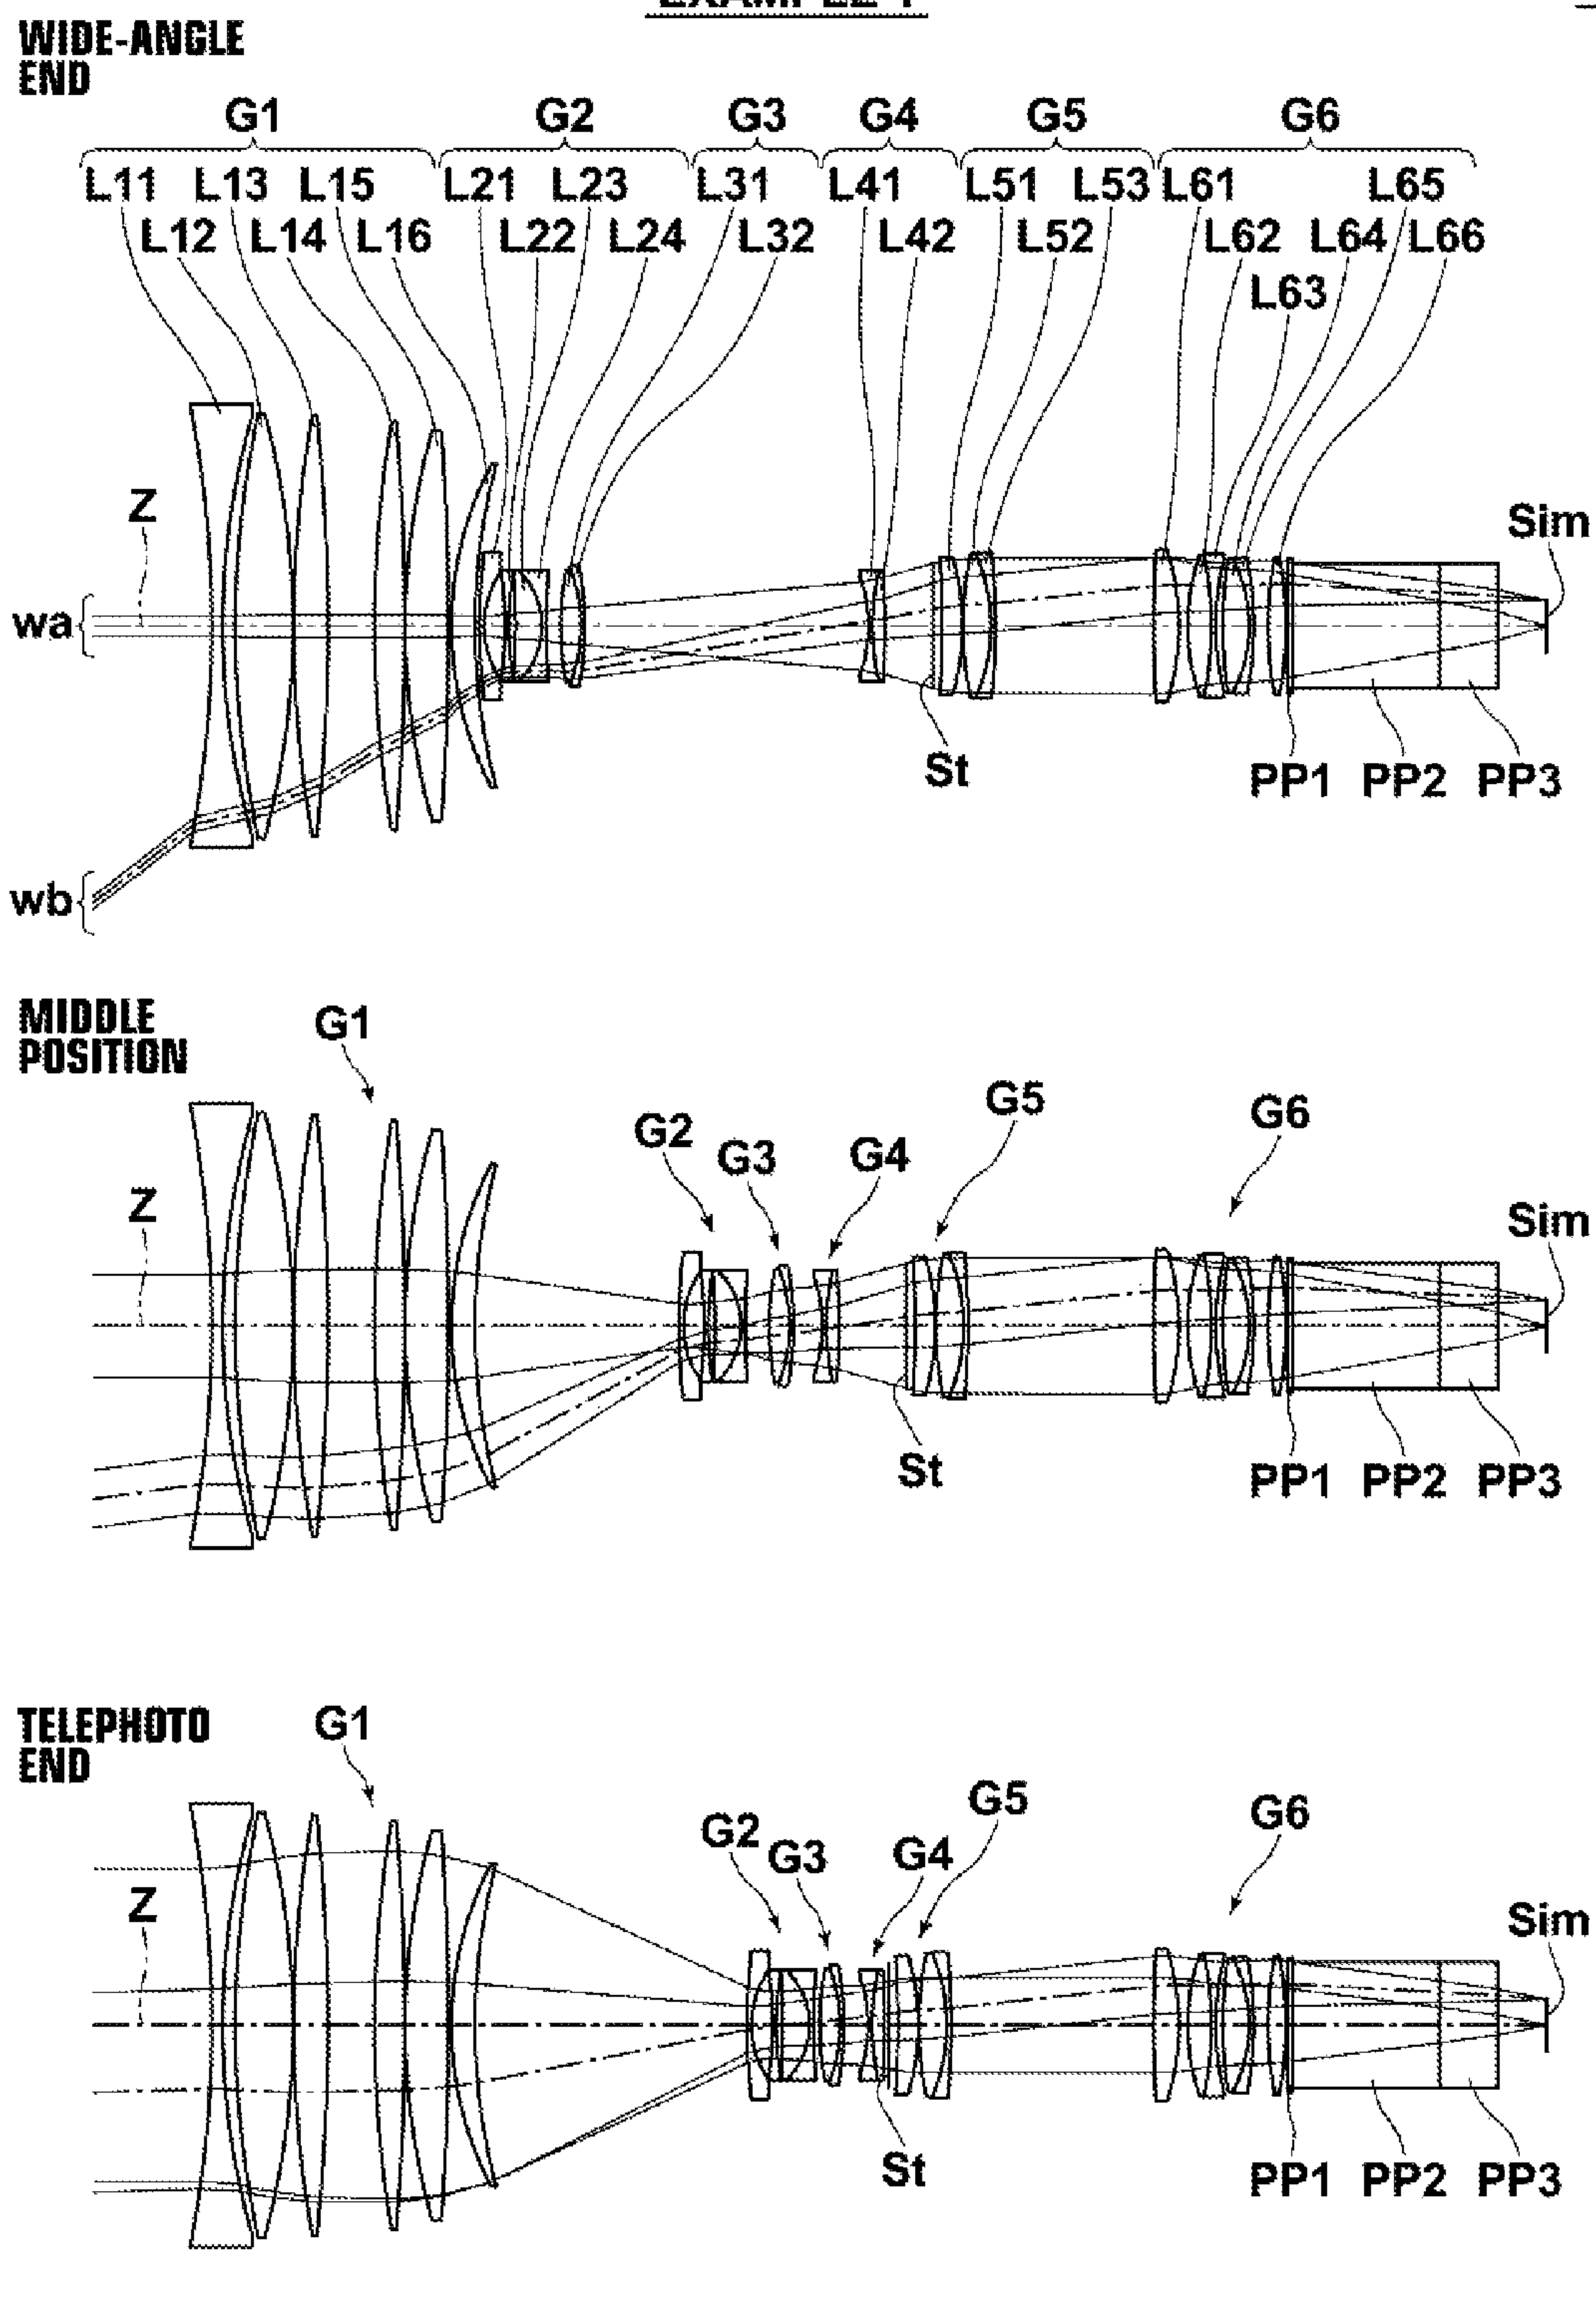 WIDE-ANGLE
END
G1 G2 G3 G4 G5 G6
L11 L13 L15 L21 L23 L31 L41 L51 L53 L61 L65
L12 L14 L16 L22 L24 L32 L42 L52 L62 L64 L66
L63
Z Sim
wa
St
PP1 PP2 PP3
wb
MIDDLE
POSITION
G1
G5
G6
G2
G3 G4
Z Sim
St
PP1 PP2 PP3
TELEPHOTO
END
G1
G5
G6
G2
G3 G4
Z Sim
St
PP1 PP2 PP3